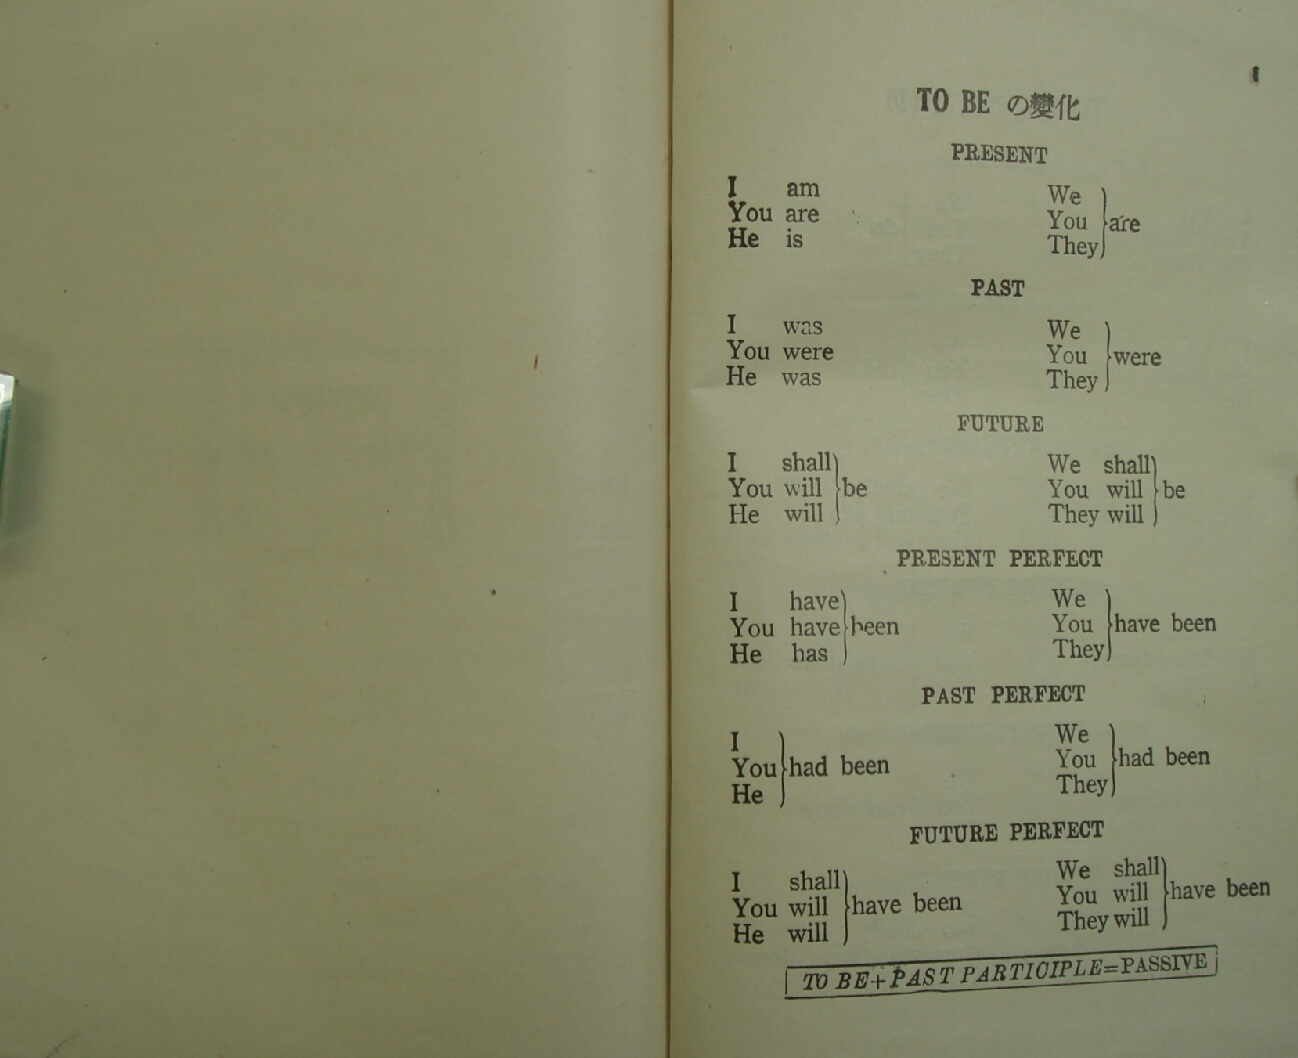 TO BE の變化
PRESENT
I am
You are
He is
We
You
They
are
PAST
I was
You were
He was
We
You
They
were
FUTURE
I shall
You will
He will
be
We shall
You will
They will
be
PRESENT PERFECT
I have
You have
He has
been
We
You
They
have been
PAST PERFECT
I
You
He
had been
We
You
They
had been
FUTURE PERFECT
I shall
You will
He will
have been
We shall
You will
They will
have been
TO BE+PAST PARTICIPLE=PASSIVE